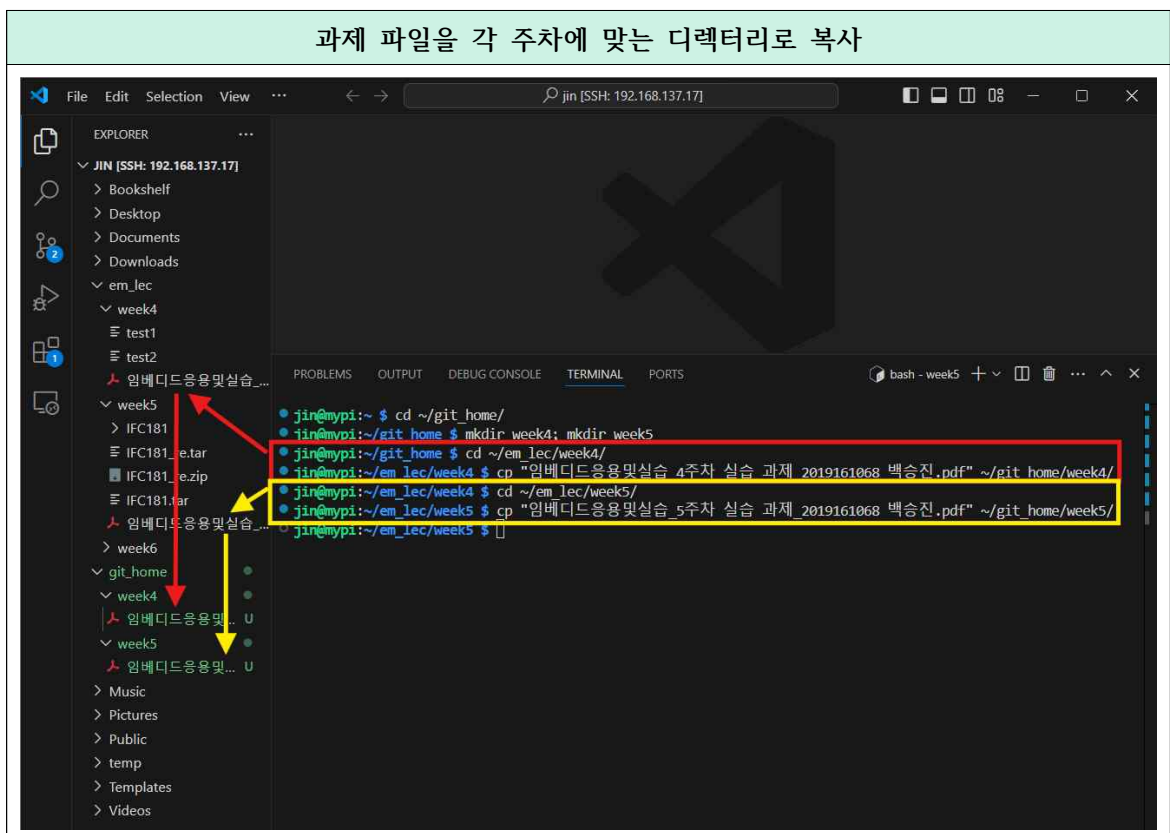 과제 파일을 각 주차에 맞는 디렉터리로 복사
File Edit Selection View ··· jin [SSH: 192.168.137.17]
EXPLORER ···
JIN [SSH: 192.168.137.17]
Bookshelf
Desktop
Documents
Downloads
em_lec
week4
test1
test2
임베디드응용및실습_...
week5
IFC181
IFC181_re.tar
IFC181_re.zip
IFC181.tar
임베디드응용및실습_...
week6
git_home
week4
임베디드응용및... U
week5
임베디드응용및... U
Music
Pictures
Public
temp
Templates
Videos
2
1
PROBLEMS OUTPUT DEBUG CONSOLE TERMINAL PORTS bash - week5
jin@mypi:~ $ cd ~/git_home/
jin@mypi:~/git_home $ mkdir week4; mkdir week5
jin@mypi:~/git_home $ cd ~/em_lec/week4/
jin@mypi:~/em_lec/week4 $ cp "임베디드응용및실습_4주차 실습 과제_2019161068 백승진.pdf" ~/git_home/week4/
jin@mypi:~/em_lec/week4 $ cd ~/em_lec/week5/
jin@mypi:~/em_lec/week5 $ cp "임베디드응용및실습_5주차 실습 과제_2019161068 백승진.pdf" ~/git_home/week5/
jin@mypi:~/em_lec/week5 $